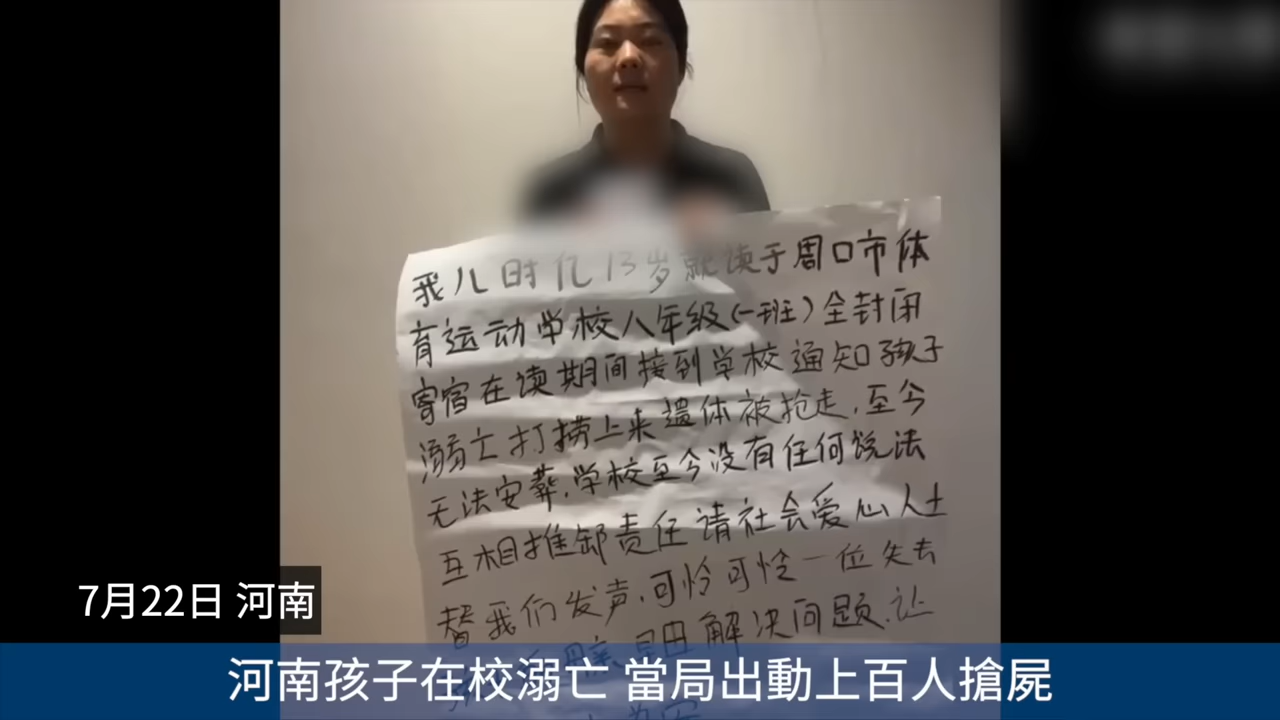 我儿时亿13岁就读于周口市体
育运动学校八年级(一班)全封闭
寄宿在读期间接到学校通知孩子
溺亡打捞上来遗体被抢走,至今
无法安葬,学校至今没有任何说法
互相推卸责任请社会爱心人士
替我们发声,可怜可怜一位失去
母亲 早日解决问题,让
7月22日 河南
河南孩子在校溺亡 當局出動上百人搶屍